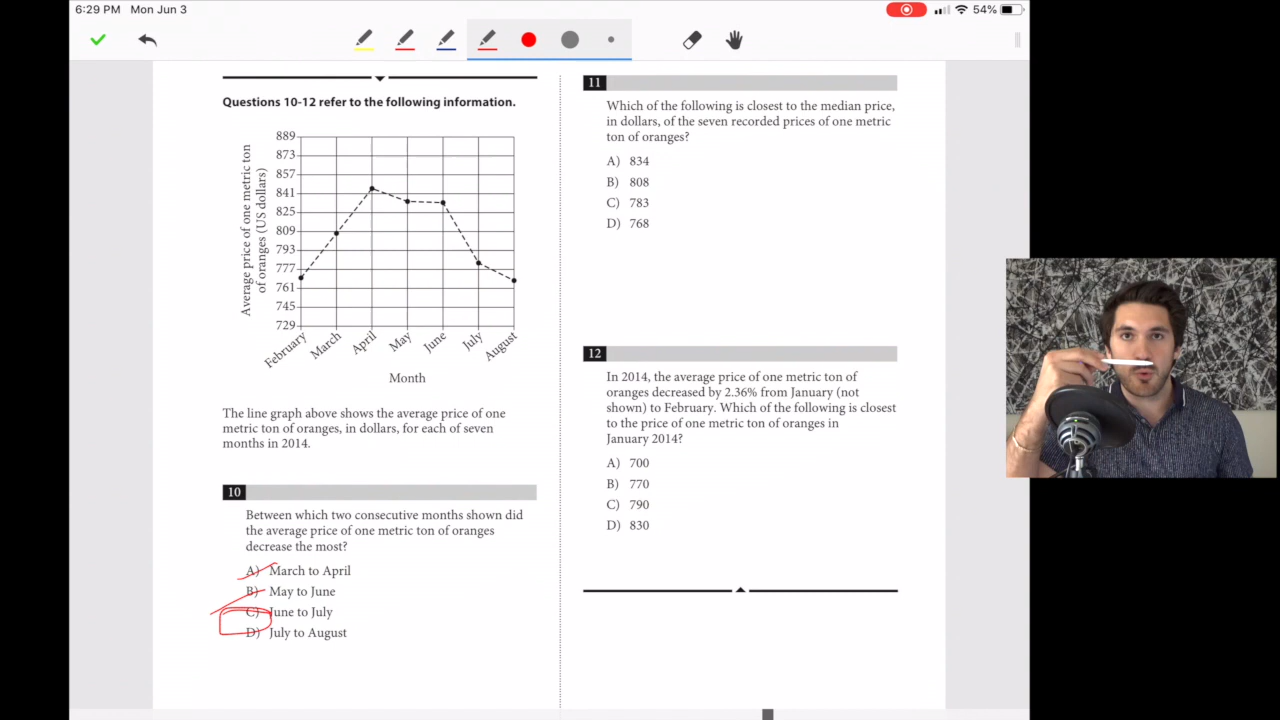 6:29 PM Mon Jun 3
54%
Questions 10-12 refer to the following information.
Average price of one metric ton
of oranges (US dollars)
889
873
857
841
825
809
793
777
761
745
729
February
March
April
May
June
July
August
Month
The line graph above shows the average price of one
metric ton of oranges, in dollars, for each of seven
months in 2014.
10
Between which two consecutive months shown did
the average price of one metric ton of oranges
decrease the most?
A) March to April
B) May to June
C) June to July
D) July to August
11
Which of the following is closest to the median price,
in dollars, of the seven recorded prices of one metric
ton of oranges?
A) 834
B) 808
C) 783
D) 768
12
In 2014, the average price of one metric ton of
oranges decreased by 2.36% from January (not
shown) to February. Which of the following is closest
to the price of one metric ton of oranges in
January 2014?
A) 700
B) 770
C) 790
D) 830